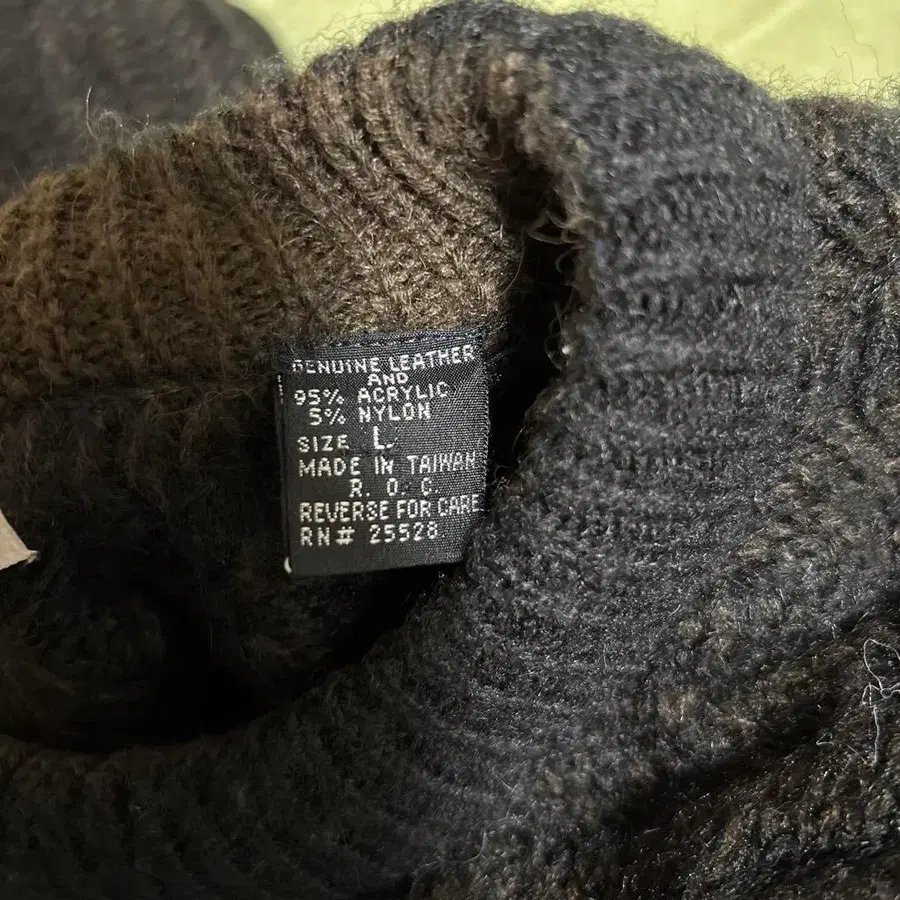 GENUINE LEATHER
AND
95% ACRYLIC
5% NYLON
SIZE L
MADE IN TAIWAN
R. O. C.
REVERSE FOR CARE
RN# 25528